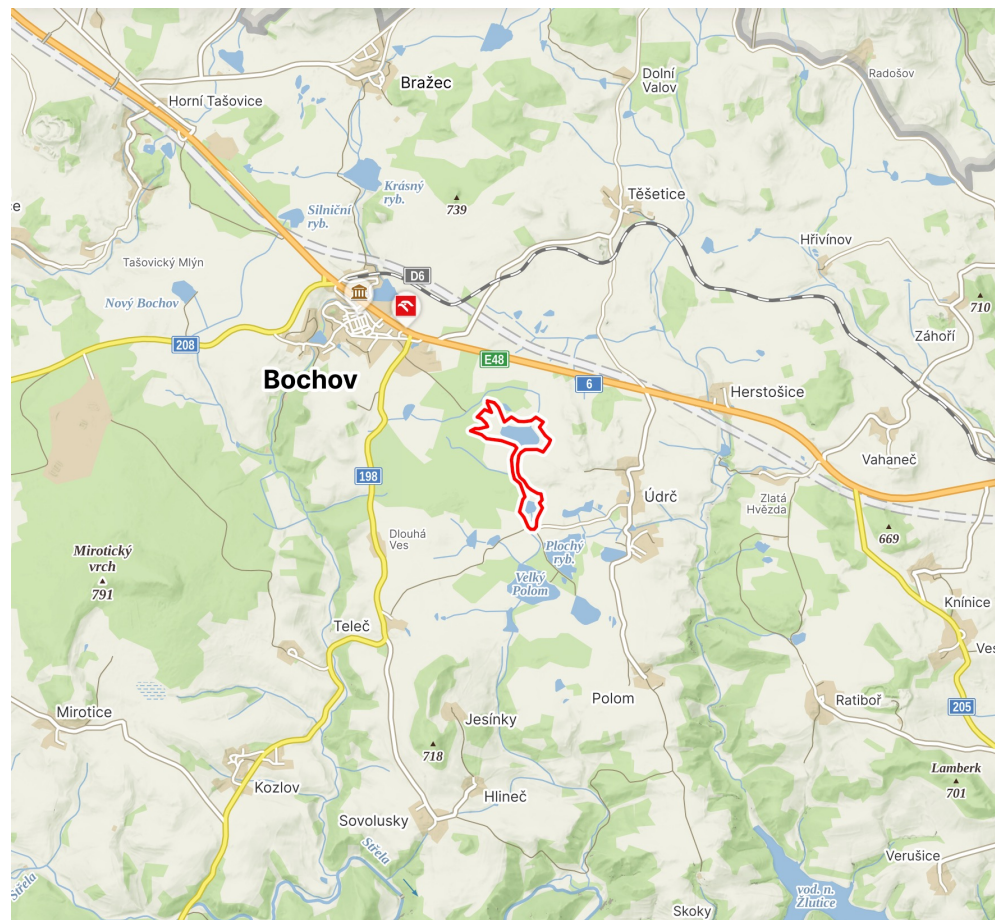 Bražec
Dolní
Valov
Radošov
Horní Tašovice
Krásný
ryb.
Těšetice
739
ce
Silniční
ryb.
Hřivínov
Tašovický Mlýn
D6
Nový Bochov
710
Záhoří
208
E48
Bochov
6
Herstošice
Vahaneč
198
Údrč
Zlatá
Hvězda
Dlouhá
Ves
669
Plochý
ryb.
Mirotický
vrch
791
Velký
Polom
Knínice
Teleč
Ves
Polom
Ratiboř
205
Mirotice
Jesínky
718
Lamberk
701
Kozlov
Hlineč
Sovolusky
Střela
Verušice
Střela
vod. n.
Žlutice
Skoky